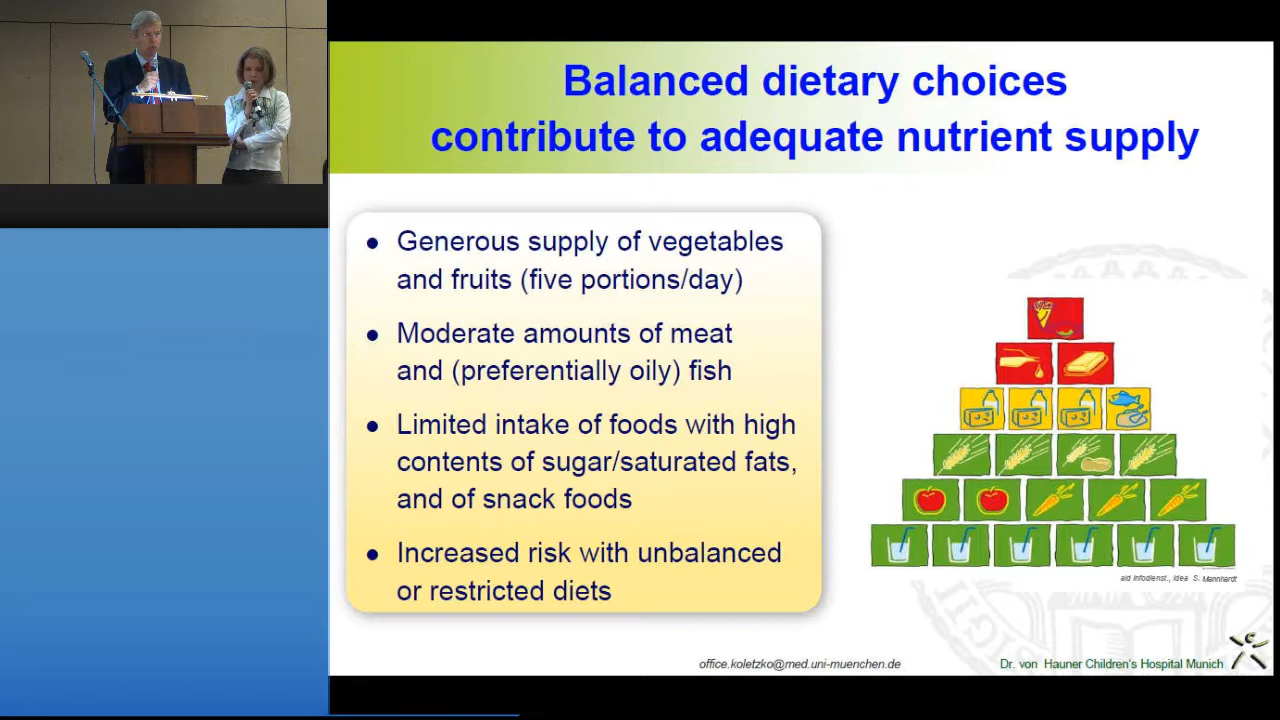 Balanced dietary choices
contribute to adequate nutrient supply
● Generous supply of vegetables
and fruits (five portions/day)
● Moderate amounts of meat
and (preferentially oily) fish
● Limited intake of foods with high
contents of sugar/saturated fats,
and of snack foods
● Increased risk with unbalanced
or restricted diets
aid infodienst., Idea S. Mannhardt
office.koletzko@med.uni-muenchen.de
Dr. von Hauner Children's Hospital Munich